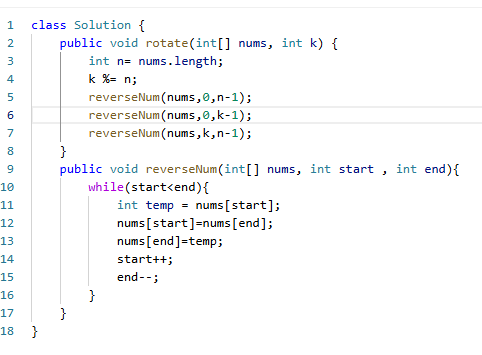 1 class Solution {
2 public void rotate(int[] nums, int k) {
3 int n= nums.length;
4 k %= n;
5 reverseNum(nums,0,n-1);
6 reverseNum(nums,0,k-1);
7 reverseNum(nums,k,n-1);
8 }
9 public void reverseNum(int[] nums, int start , int end){
10 while(start<end){
11 int temp = nums[start];
12 nums[start]=nums[end];
13 nums[end]=temp;
14 start++;
15 end--;
16 }
17 }
18 }